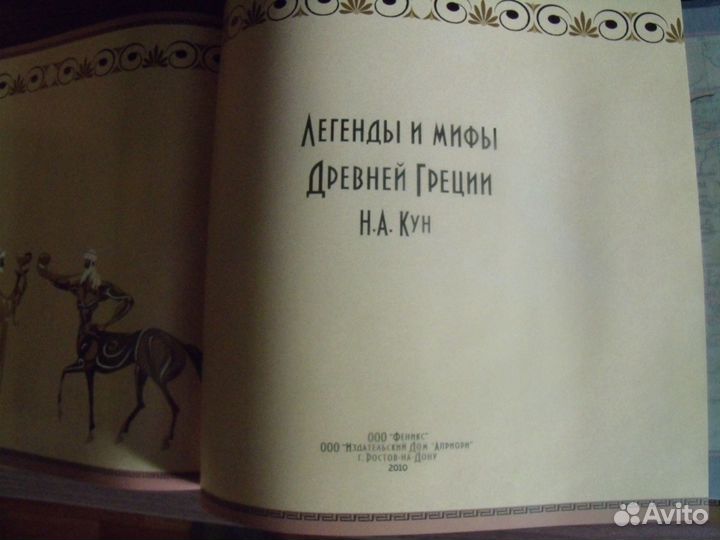 Легенды и мифы
Древней Греции
Н.А. Кун
ООО "Феникс"
ООО "Издательский Дом "Априори"
г. Ростов-на-Дону
2010
Avito